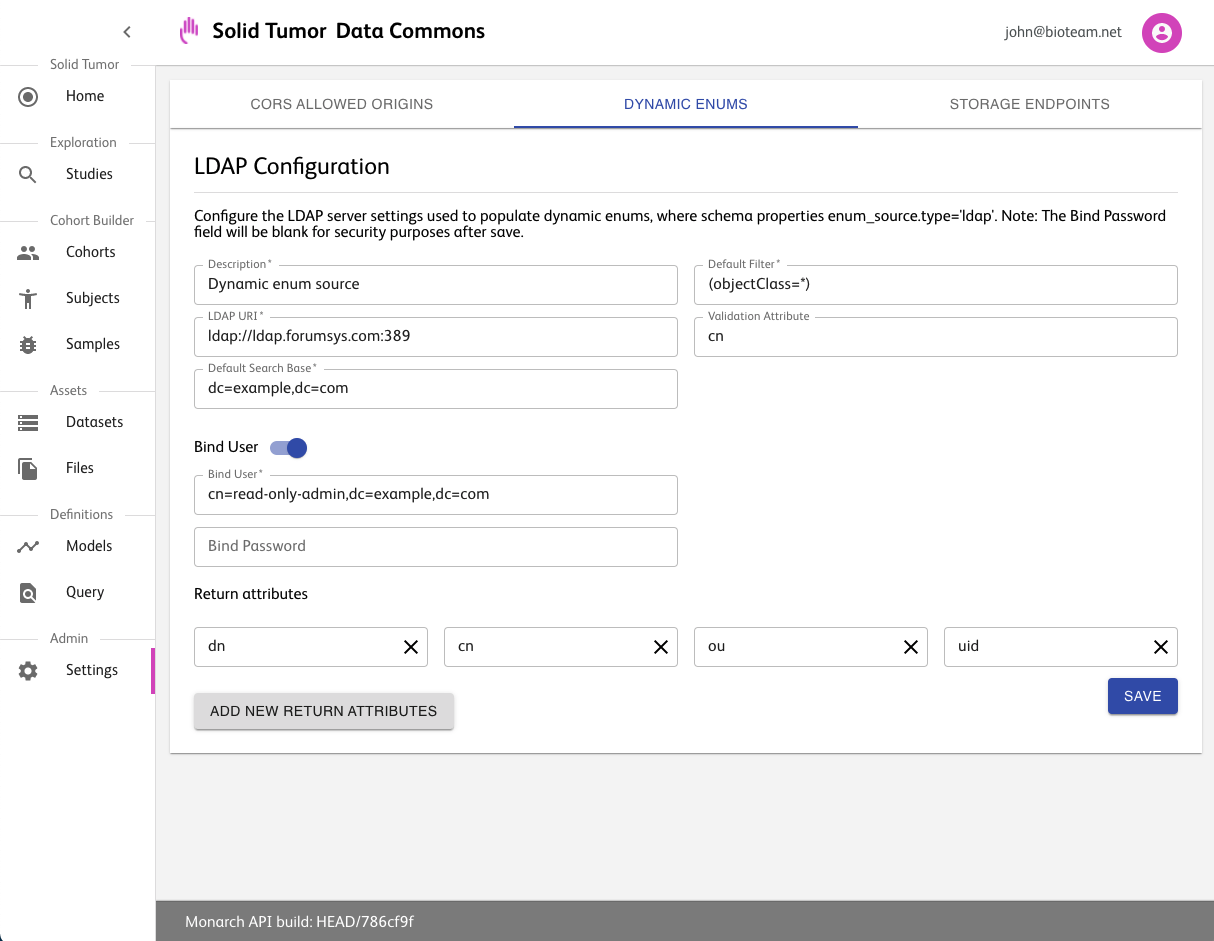 Solid Tumor Data Commons
john@bioteam.net
Solid Tumor
Home
Exploration
Studies
Cohort Builder
Cohorts
Subjects
Samples
Assets
Datasets
Files
Definitions
Models
Query
Admin
Settings
CORS ALLOWED ORIGINS
DYNAMIC ENUMS
STORAGE ENDPOINTS
LDAP Configuration
Configure the LDAP server settings used to populate dynamic enums, where schema properties enum_source.type='ldap'. Note: The Bind Password
field will be blank for security purposes after save.
Description*
Dynamic enum source
Default Filter*
(objectClass=*)
LDAP URI*
ldap://ldap.forumsys.com:389
Validation Attribute
cn
Default Search Base*
dc=example,dc=com
Bind User
Bind User*
cn=read-only-admin,dc=example,dc=com
Bind Password
Return attributes
dn
cn
ou
uid
ADD NEW RETURN ATTRIBUTES
SAVE
Monarch API build: HEAD/786cf9f